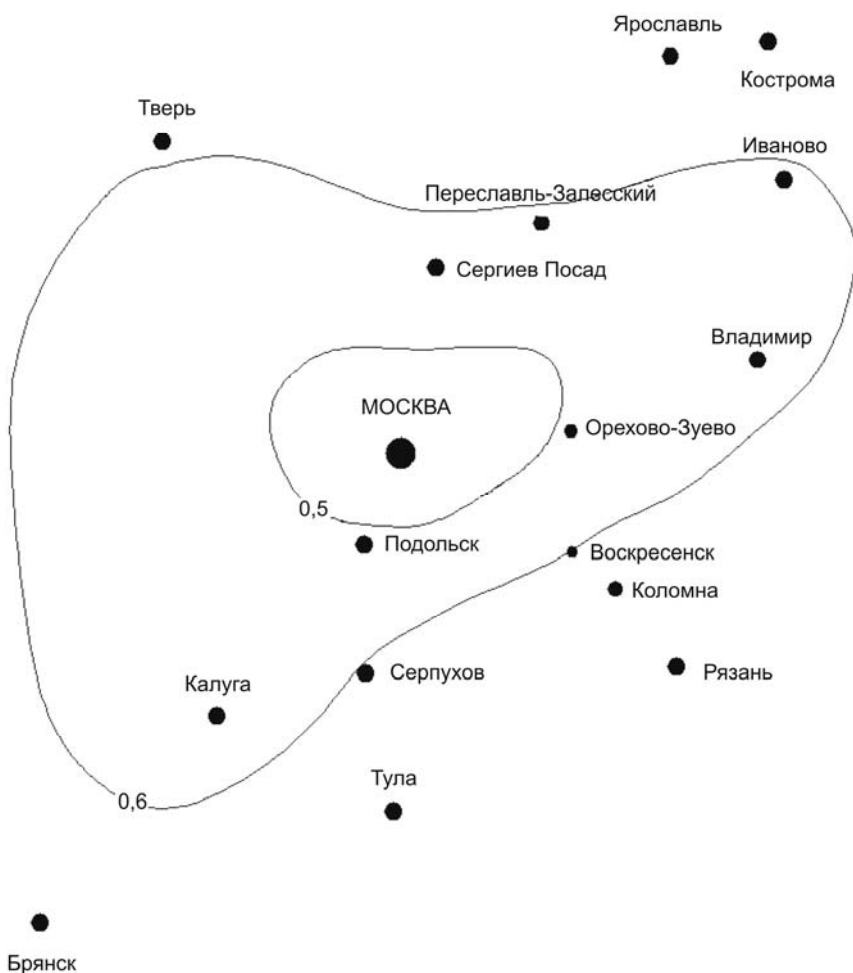 Ярославль
Кострома
Тверь
Иваново
Переславль-Залесский
Сергиев Посад
Владимир
МОСКВА
Орехово-Зуево
0,5
Подольск
Воскресенск
Коломна
Серпухов
Рязань
Калуга
Тула
0,6
Брянск